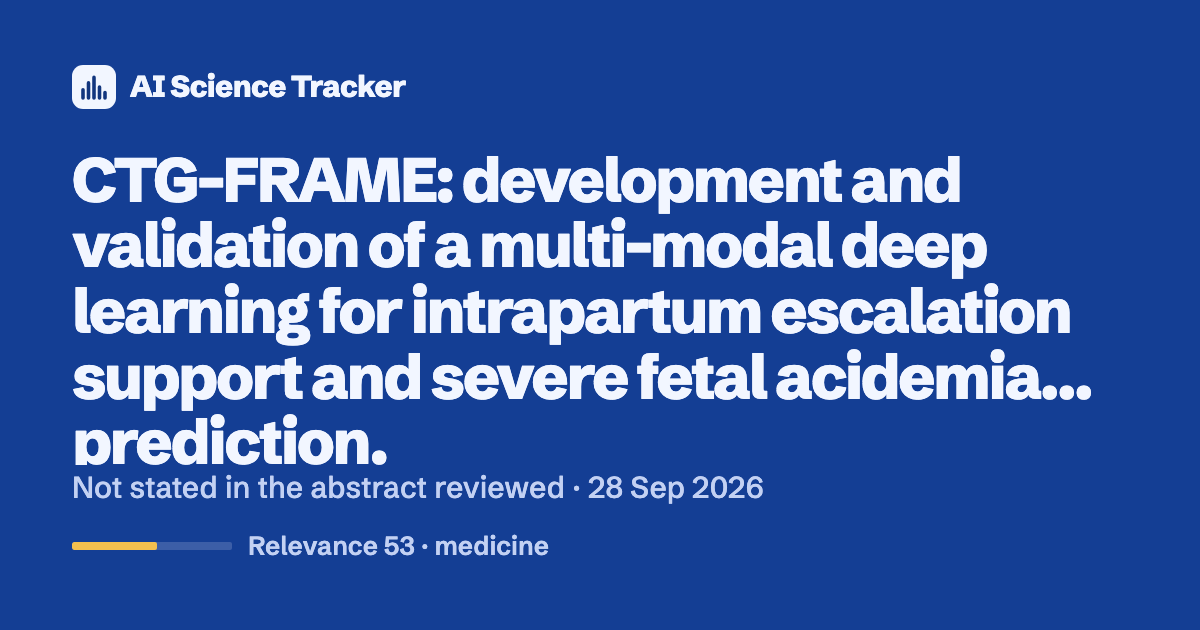 AI Science Tracker
CTG-FRAME: development and
validation of a multi-modal deep
learning for intrapartum escalation
support and severe fetal acidemia...
prediction.
Not stated in the abstract reviewed · 28 Sep 2026
Relevance 53 · medicine